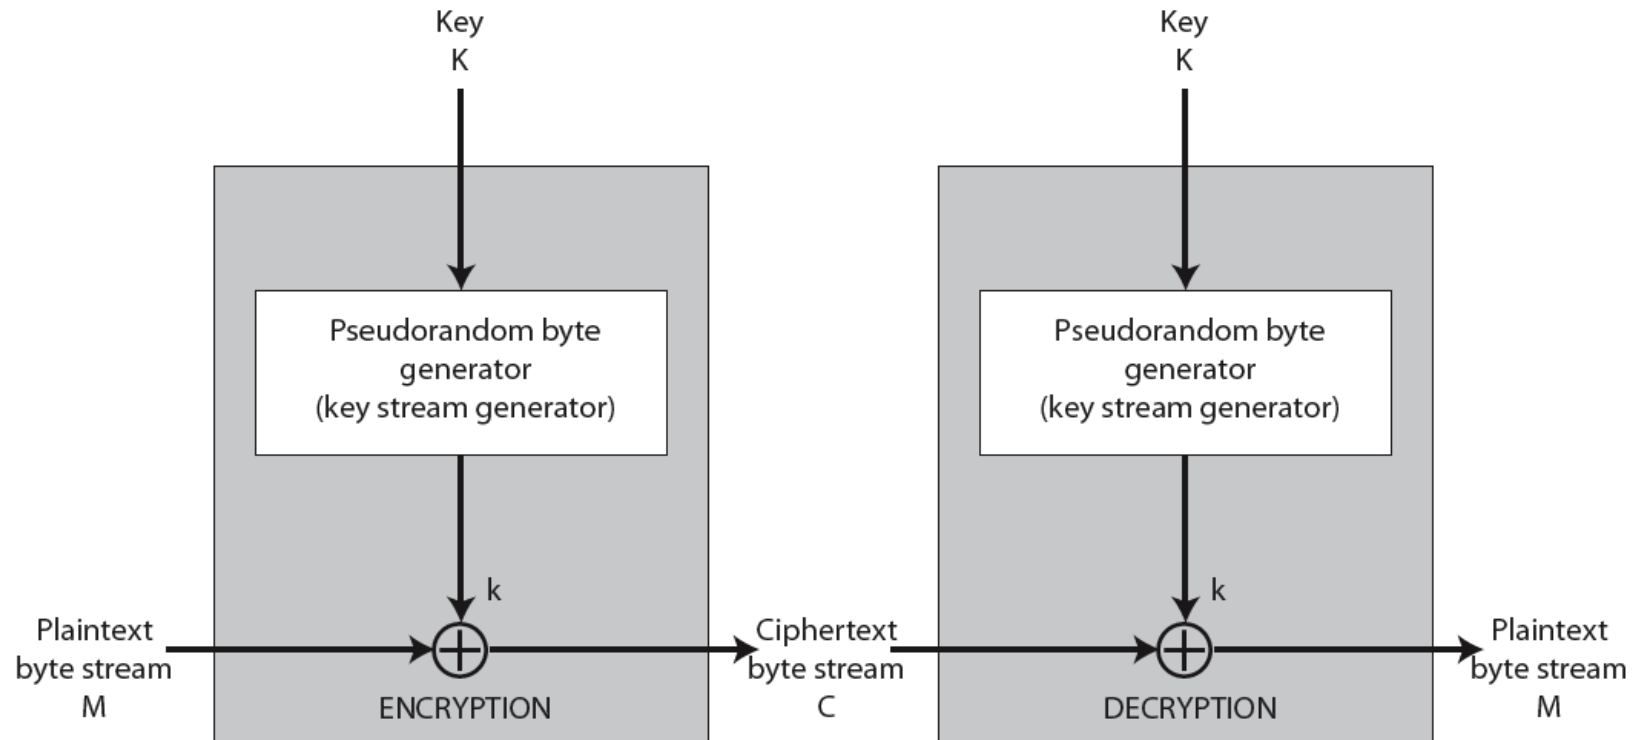 Key
K
Key
K
Pseudorandom byte
generator
(key stream generator)
Pseudorandom byte
generator
(key stream generator)
k
k
Plaintext
byte stream
M
Ciphertext
byte stream
C
Plaintext
byte stream
M
ENCRYPTION
DECRYPTION